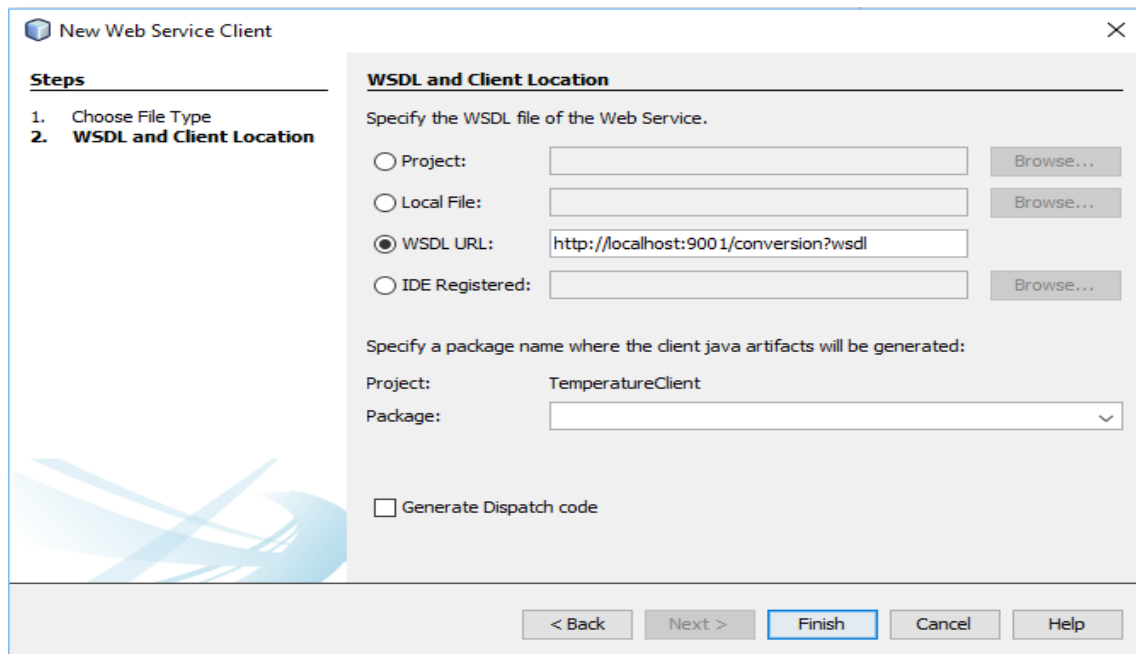 New Web Service Client
Steps
1. Choose File Type
2. WSDL and Client Location
WSDL and Client Location
Specify the WSDL file of the Web Service.
Project: Browse...
Local File: Browse...
WSDL URL: http://localhost:9001/conversion?wsdl
IDE Registered: Browse...
Specify a package name where the client java artifacts will be generated:
Project: TemperatureClient
Package:
Generate Dispatch code
< Back Next > Finish Cancel Help